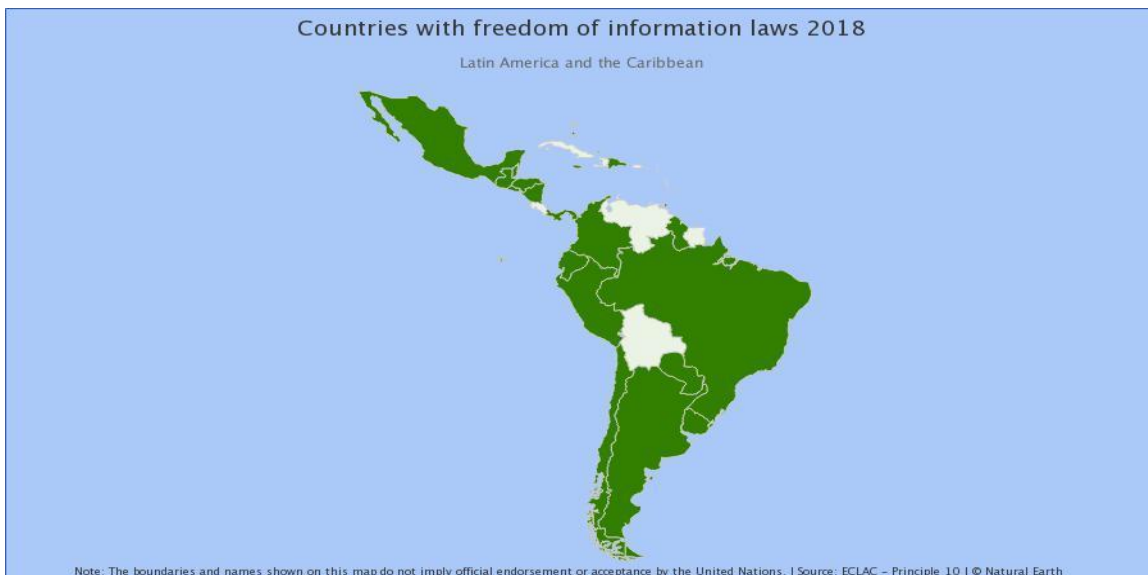 Countries with freedom of information laws 2018
Latin America and the Caribbean
Note: The boundaries and names shown on this map do not imply official endorsement or acceptance by the United Nations. | Source: ECLAC – Principle 10 | © Natural Earth